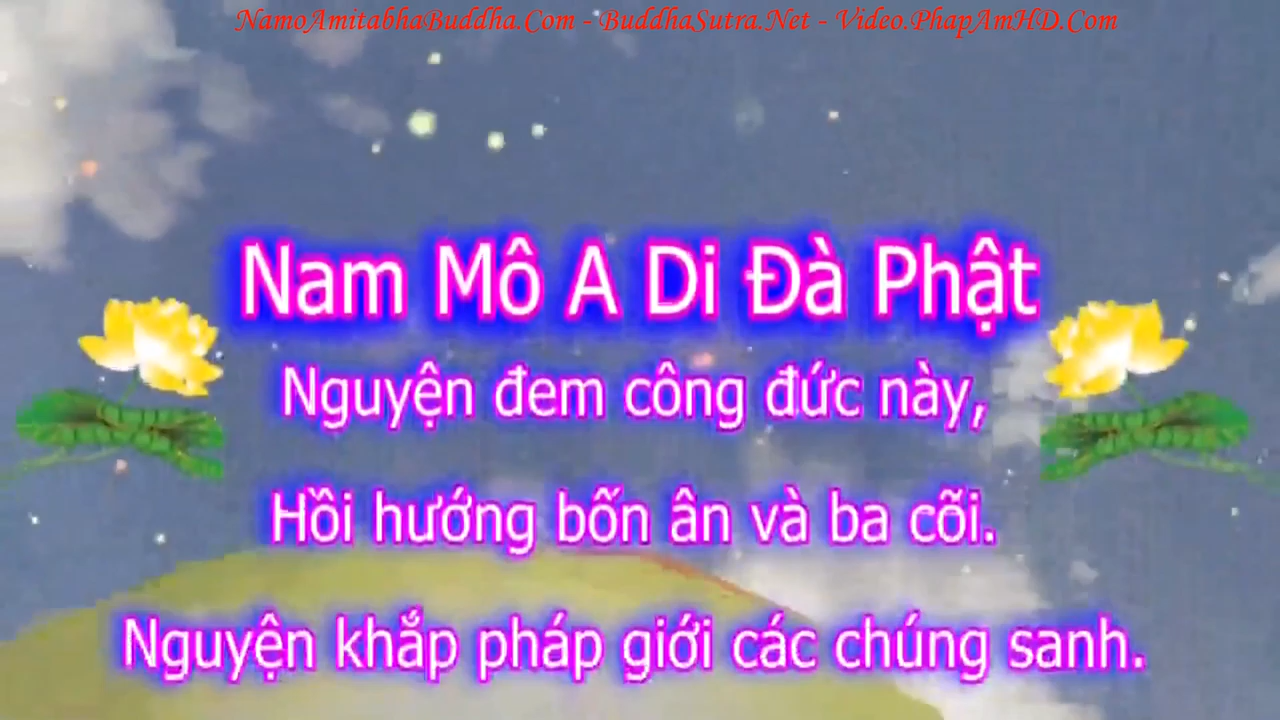 NamoAmitabhaBuddha.Com - BuddhaSutra.Net - Video.PhapAmHD.Com
Nam Mô A Di Đà Phật
Nguyện đem công đức này,
Hồi hướng bốn ân và ba cõi.
Nguyện khắp pháp giới các chúng sanh.